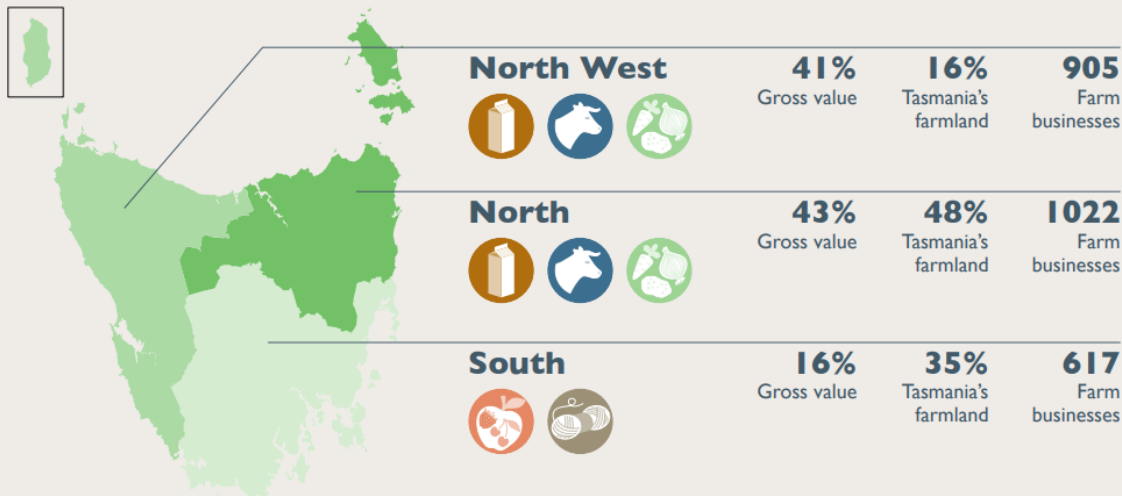 North West 41% 16% 905
Gross value Tasmania's Farm
farmland businesses
North 43% 48% 1022
Gross value Tasmania's Farm
farmland businesses
South 16% 35% 617
Gross value Tasmania's Farm
farmland businesses